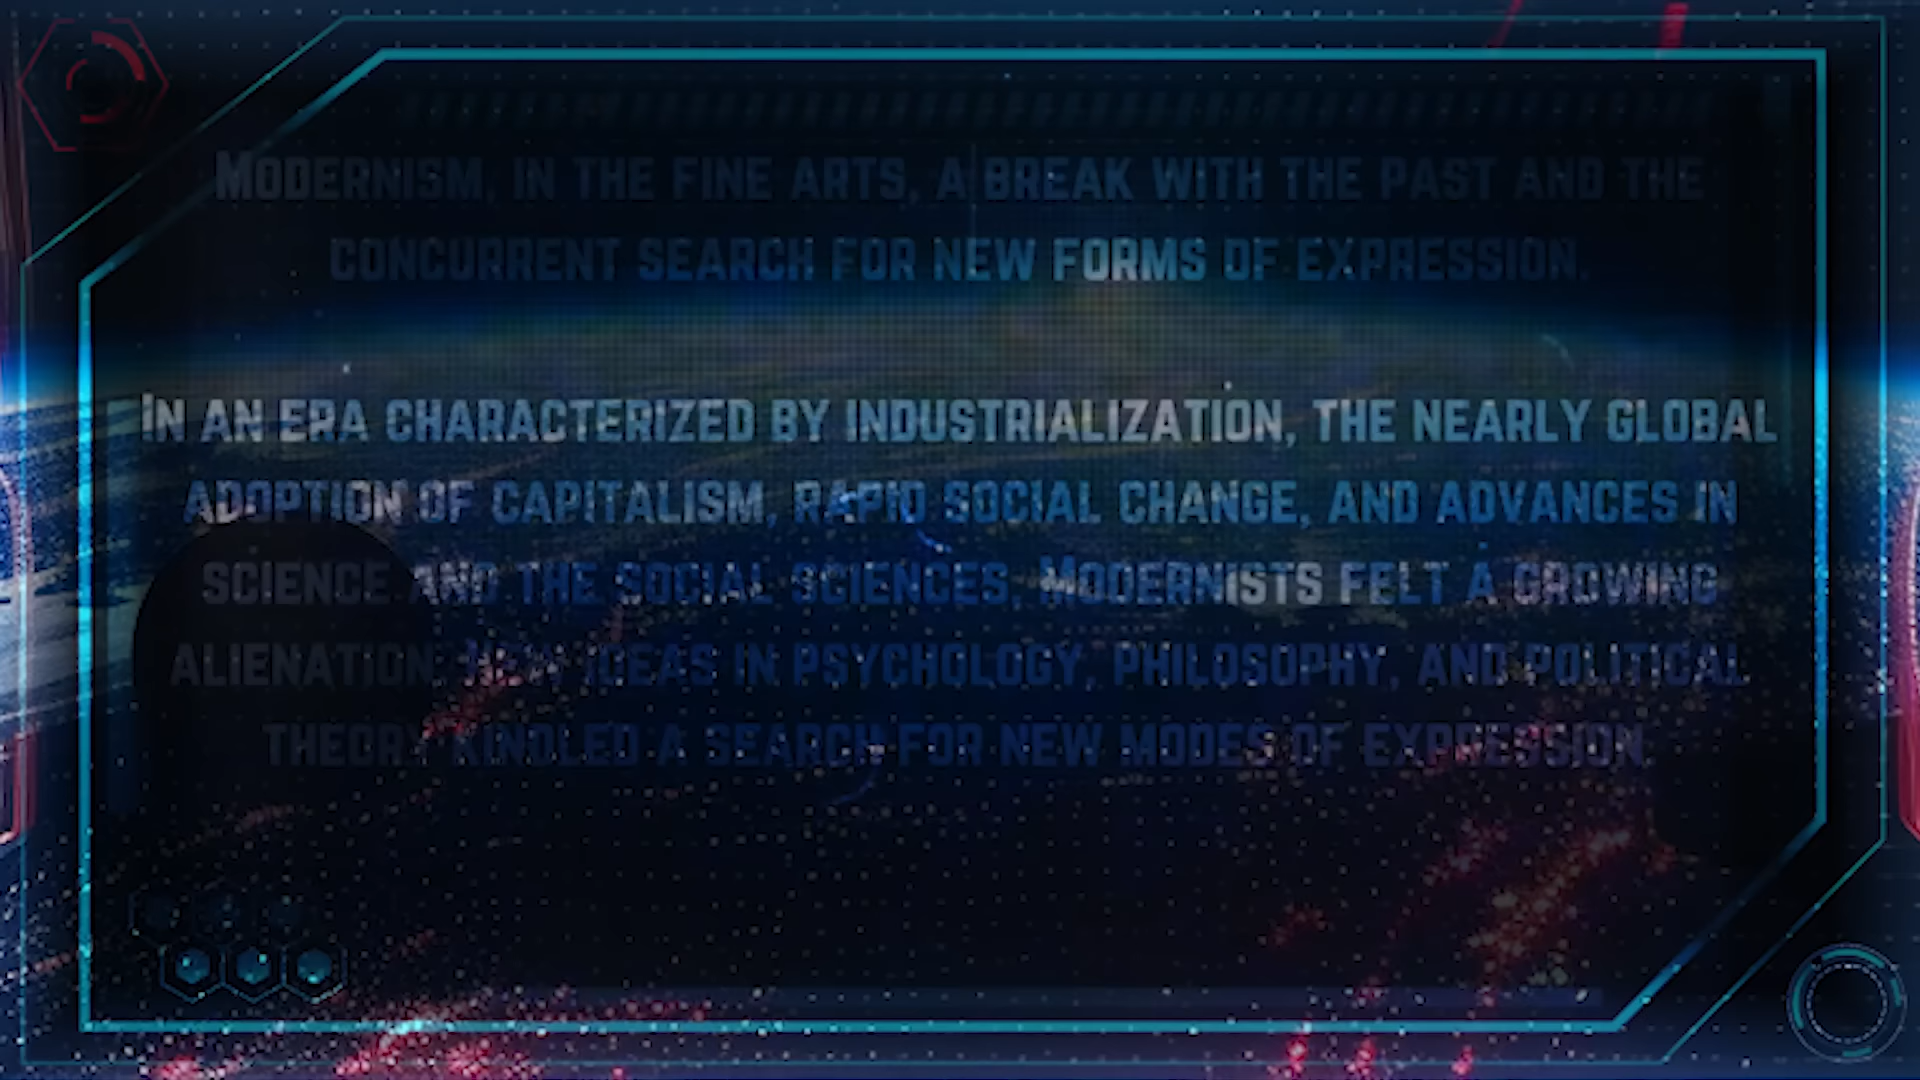 Modernism, in the fine arts, a break with the past and the
concurrent search for new forms of expression.
In an era characterized by industrialization, the nearly global
adoption of capitalism, rapid social change, and advances in
science and the social sciences, Modernists felt a growing
alienation. New ideas in psychology, philosophy, and political
theory kindled a search for new modes of expression.